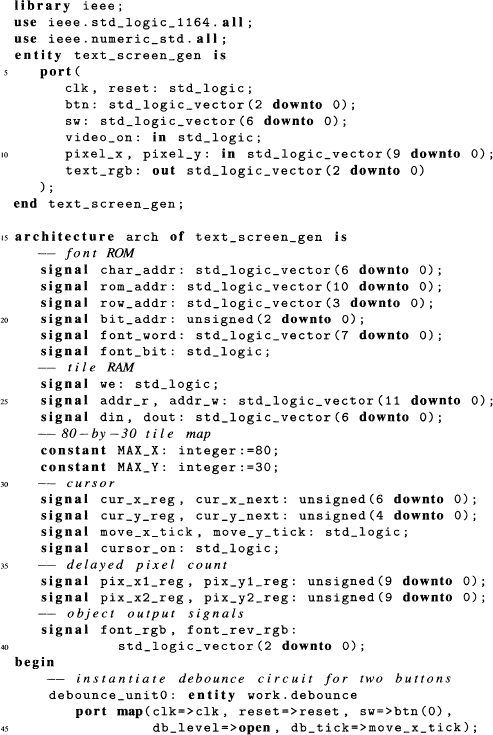 library ieee;
use ieee.std_logic_1164.all;
use ieee.numeric_std.all;
entity text_screen_gen is
5 port(
clk, reset: std_logic;
btn: std_logic_vector(2 downto 0);
sw: std_logic_vector(6 downto 0);
video_on: in std_logic;
10 pixel_x, pixel_y: in std_logic_vector(9 downto 0);
text_rgb: out std_logic_vector(2 downto 0)
);
end text_screen_gen;
15 architecture arch of text_screen_gen is
-- font ROM
signal char_addr: std_logic_vector(6 downto 0);
signal rom_addr: std_logic_vector(10 downto 0);
signal row_addr: std_logic_vector(3 downto 0);
20 signal bit_addr: unsigned(2 downto 0);
signal font_word: std_logic_vector(7 downto 0);
signal font_bit: std_logic;
-- tile RAM
signal we: std_logic;
25 signal addr_r, addr_w: std_logic_vector(11 downto 0);
signal din, dout: std_logic_vector(6 downto 0);
-- 80-by-30 tile map
constant MAX_X: integer:=80;
constant MAX_Y: integer:=30;
30 -- cursor
signal cur_x_reg, cur_x_next: unsigned(6 downto 0);
signal cur_y_reg, cur_y_next: unsigned(4 downto 0);
signal move_x_tick, move_y_tick: std_logic;
signal cursor_on: std_logic;
35 -- delayed pixel count
signal pix_x1_reg, pix_y1_reg: unsigned(9 downto 0);
signal pix_x2_reg, pix_y2_reg: unsigned(9 downto 0);
-- object output signals
signal font_rgb, font_rev_rgb:
40 std_logic_vector(2 downto 0);
begin
-- instantiate debounce circuit for two buttons
debounce_unit0: entity work.debounce
port map(clk=>clk, reset=>reset, sw=>btn(0),
45 db_level=>open, db_tick=>move_x_tick);